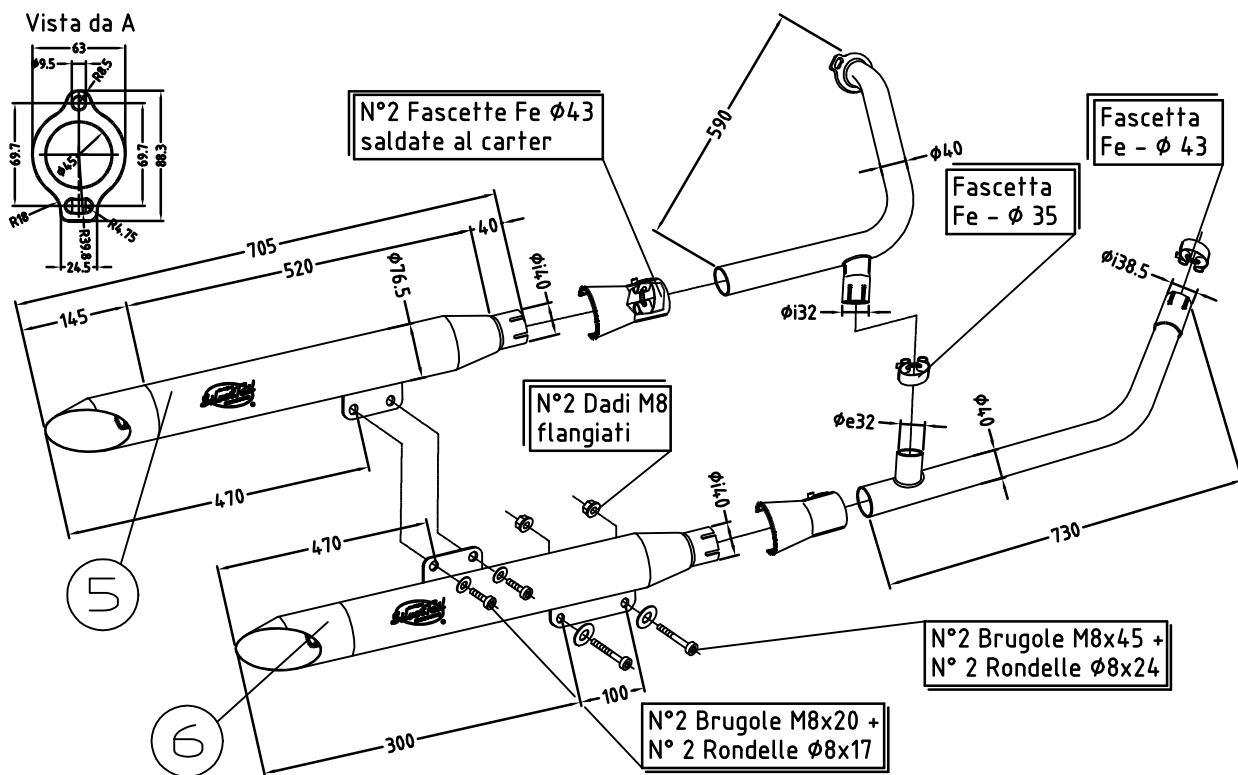 Vista da A
63
Ø9.5
R8.5
69.7
Ø45
69.7
88.3
R18
R4.75
R39.8
24.5
N°2 Fascette Fe Ø43
saldate al carter
590
Ø40
Fascetta
Fe - Ø 43
Fascetta
Fe - Ø 35
705
40
520
145
Ø76.5
Øi40
Øi38.5
Øi32
N°2 Dadi M8
flangiati
Øe32
Ø40
470
470
Øi40
730
5
N°2 Brugole M8x45 +
N° 2 Rondelle Ø8x24
100
N°2 Brugole M8x20 +
N° 2 Rondelle Ø8x17
6
300